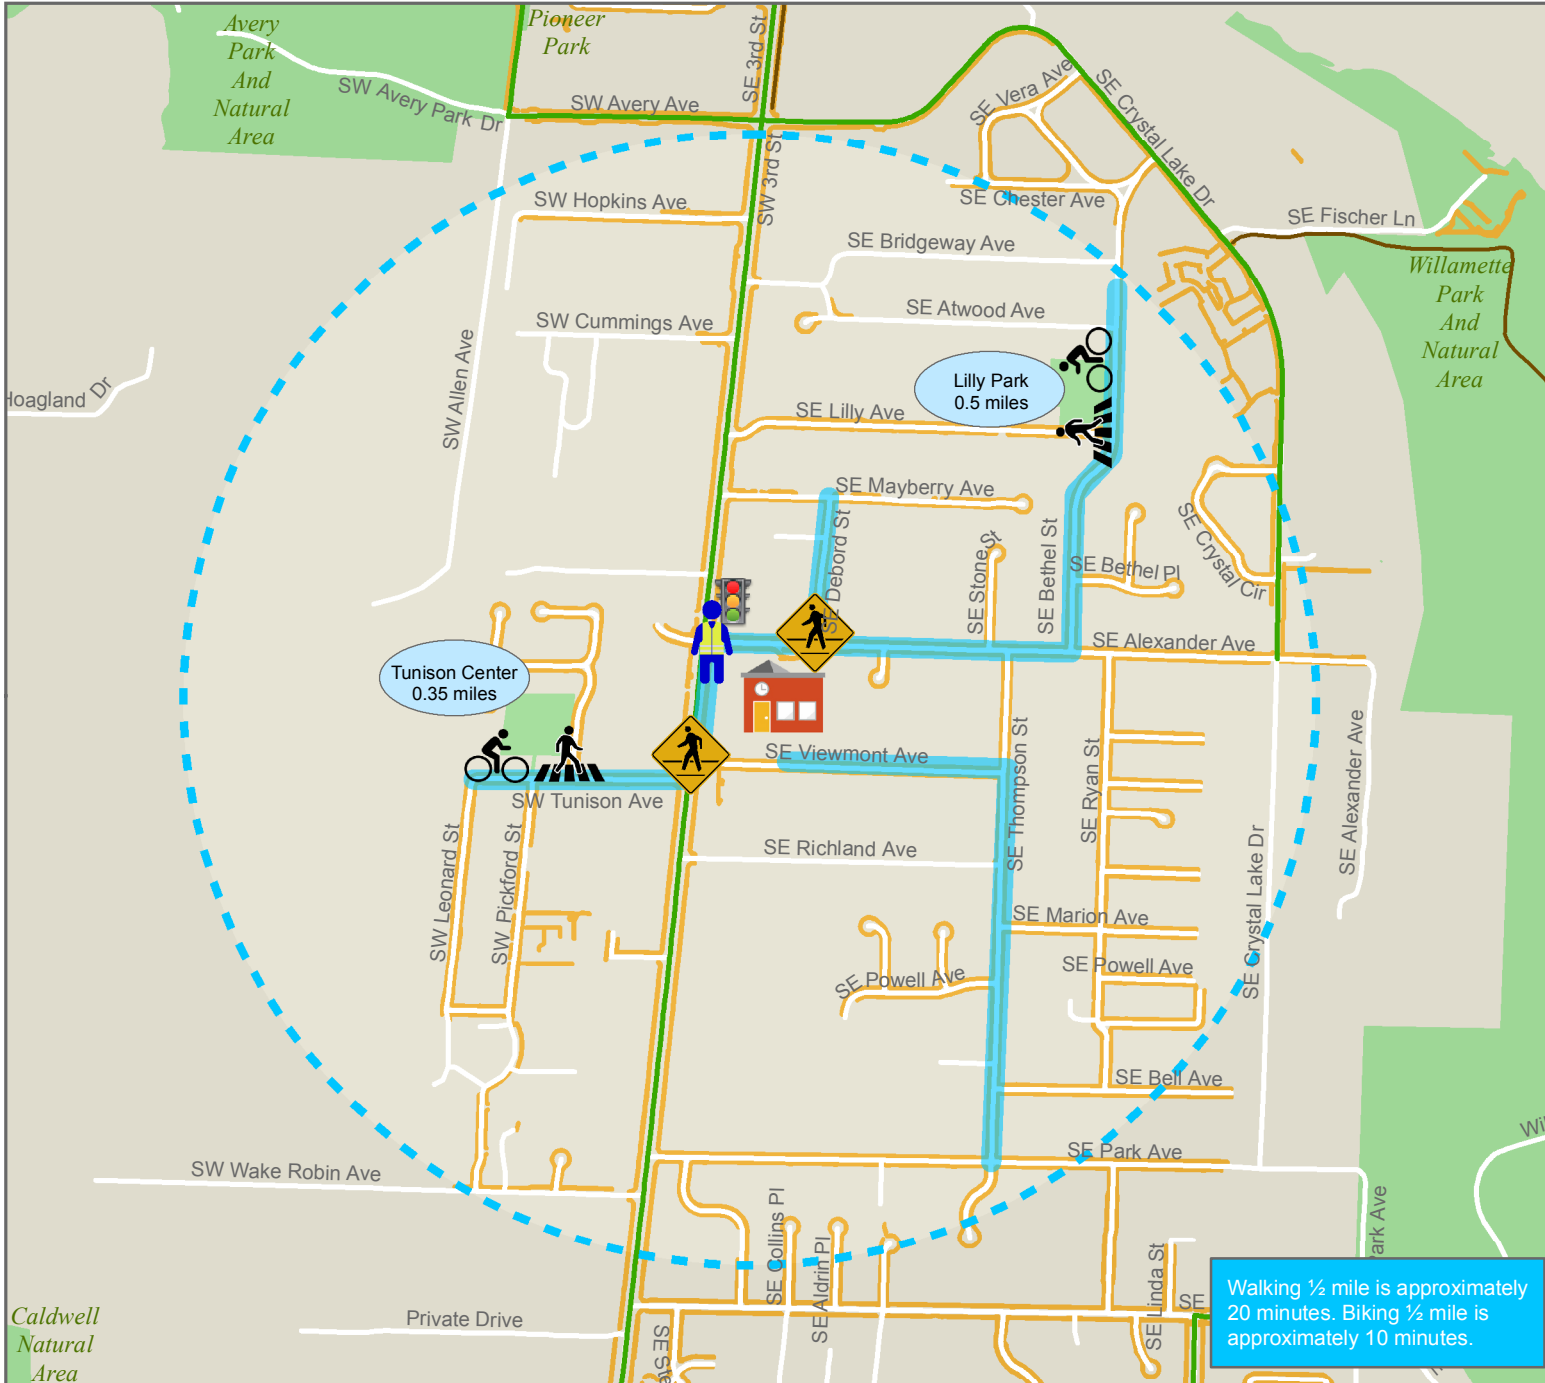 Avery
Park
And
Natural
Area
Pioneer
Park
SE 3rd St
SW Avery Park Dr
SW Avery Ave
SE Vera Ave
SE Crystal Lake Dr
SW 3rd St
SW Hopkins Ave
SE Chester Ave
SE Fischer Ln
SE Bridgeway Ave
Willamette
Park
And
Natural
Area
SE Atwood Ave
SW Cummings Ave
SW Allen Ave
Hoagland Dr
Lilly Park
0.5 miles
SE Lilly Ave
SE Mayberry Ave
SE Debord St
SE Stone St
SE Bethel St
SE Bethel Pl
SE Crystal Cir
SE Alexander Ave
Tunison Center
0.35 miles
SE Viewmont Ave
SE Thompson St
SE Ryan St
SE Alexander Ave
SW Tunison Ave
SW Leonard St
SW Pickford St
SE Richland Ave
SE Crystal Lake Dr
SE Marion Ave
SE Powell Ave
SE Powell Ave
SE Bell Ave
SE Park Ave
SW Wake Robin Ave
SE Collins Pl
SE Aldrin Pl
SE Linda St
Park Ave
SE
Private Drive
Caldwell
Natural
Area
Walking ½ mile is approximately
20 minutes. Biking ½ mile is
approximately 10 minutes.